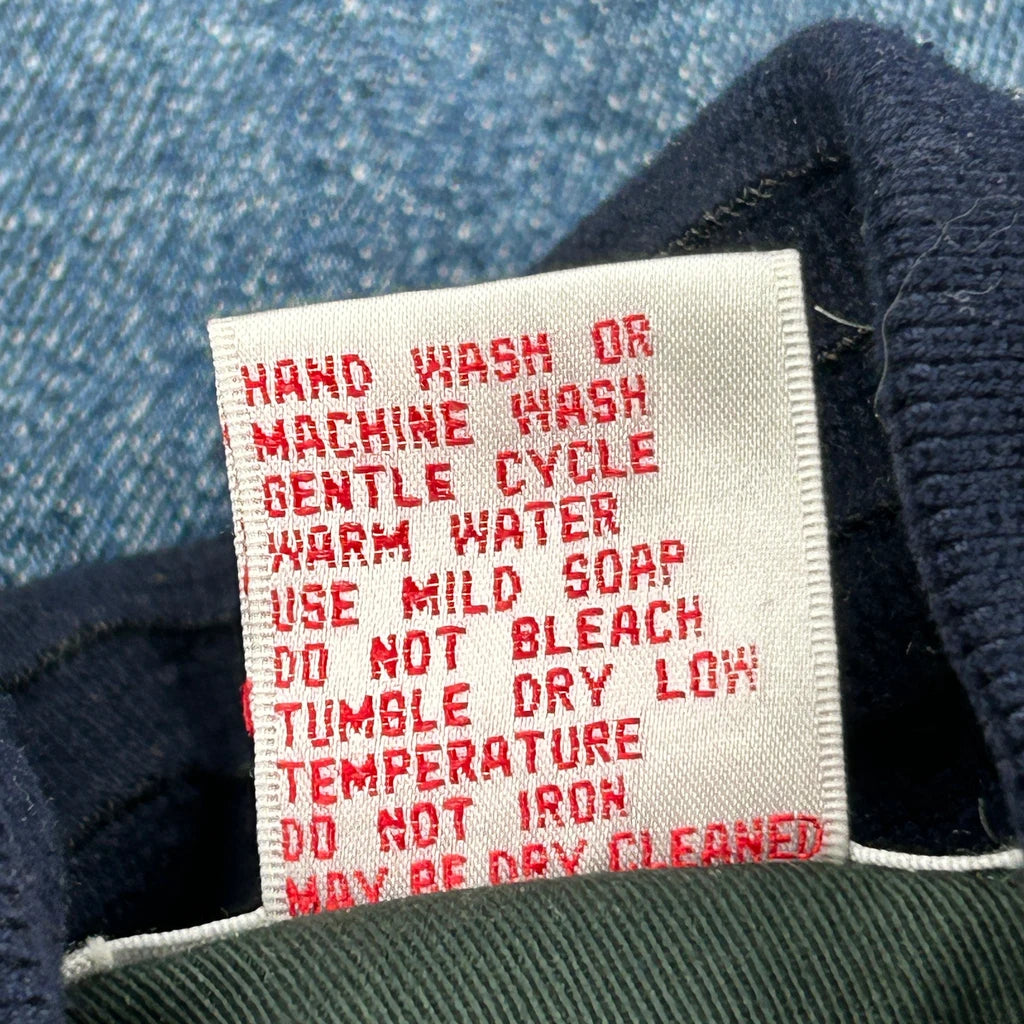 HAND WASH OR
MACHINE WASH
GENTLE CYCLE
WARM WATER
USE MILD SOAP
DO NOT BLEACH
TUMBLE DRY LOW
TEMPERATURE
DO NOT IRON
MAY BE DRY CLEANED